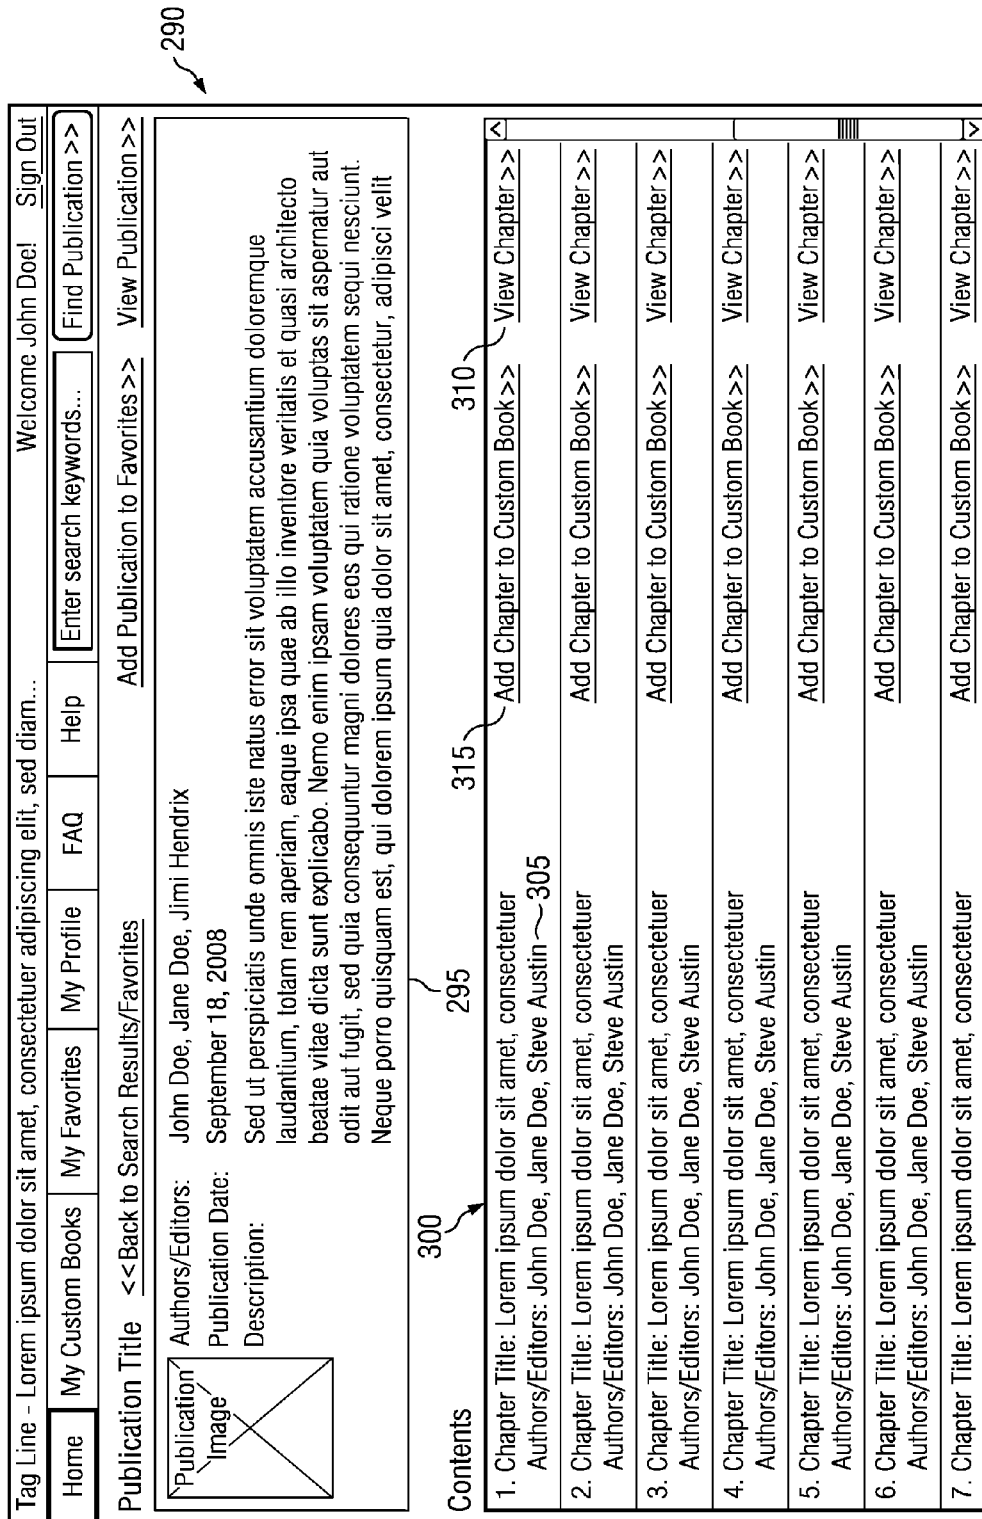 290
Tag Line - Lorem ipsum dolor sit amet, consectetuer adipiscing elit, sed diam... Welcome John Doe! Sign Out
Home My Custom Books My Favorites My Profile FAQ Help Enter search keywords... Find Publication >>
Publication Title <<Back to Search Results/Favorites Add Publication to Favorites>> View Publication>>
Publication Image
Authors/Editors: John Doe, Jane Doe, Jimi Hendrix
Publication Date: September 18, 2008
Description: Sed ut perspiciatis unde omnis iste natus error sit voluptatem accusantium doloremque
laudantium, totam rem aperiam, eaque ipsa quae ab illo inventore veritatis et quasi architecto
beatae vitae dicta sunt explicabo. Nemo enim ipsam voluptatem quia voluptas sit aspernatur aut
odit aut fugit, sed quia consequuntur magni dolores eos qui ratione voluptatem sequi nesciunt.
Neque porro quisquam est, qui dolorem ipsum quia dolor sit amet, consectetur, adipisci velit
295
Contents 300 315 310
1. Chapter Title: Lorem ipsum dolor sit amet, consectetuer Add Chapter to Custom Book>> View Chapter>>
Authors/Editors: John Doe, Jane Doe, Steve Austin 305
2. Chapter Title: Lorem ipsum dolor sit amet, consectetuer Add Chapter to Custom Book>> View Chapter>>
Authors/Editors: John Doe, Jane Doe, Steve Austin
3. Chapter Title: Lorem ipsum dolor sit amet, consectetuer Add Chapter to Custom Book>> View Chapter>>
Authors/Editors: John Doe, Jane Doe, Steve Austin
4. Chapter Title: Lorem ipsum dolor sit amet, consectetuer Add Chapter to Custom Book>> View Chapter>>
Authors/Editors: John Doe, Jane Doe, Steve Austin
5. Chapter Title: Lorem ipsum dolor sit amet, consectetuer Add Chapter to Custom Book>> View Chapter>>
Authors/Editors: John Doe, Jane Doe, Steve Austin
6. Chapter Title: Lorem ipsum dolor sit amet, consectetuer Add Chapter to Custom Book>> View Chapter>>
Authors/Editors: John Doe, Jane Doe, Steve Austin
7. Chapter Title: Lorem ipsum dolor sit amet, consectetuer Add Chapter to Custom Book>> View Chapter>>